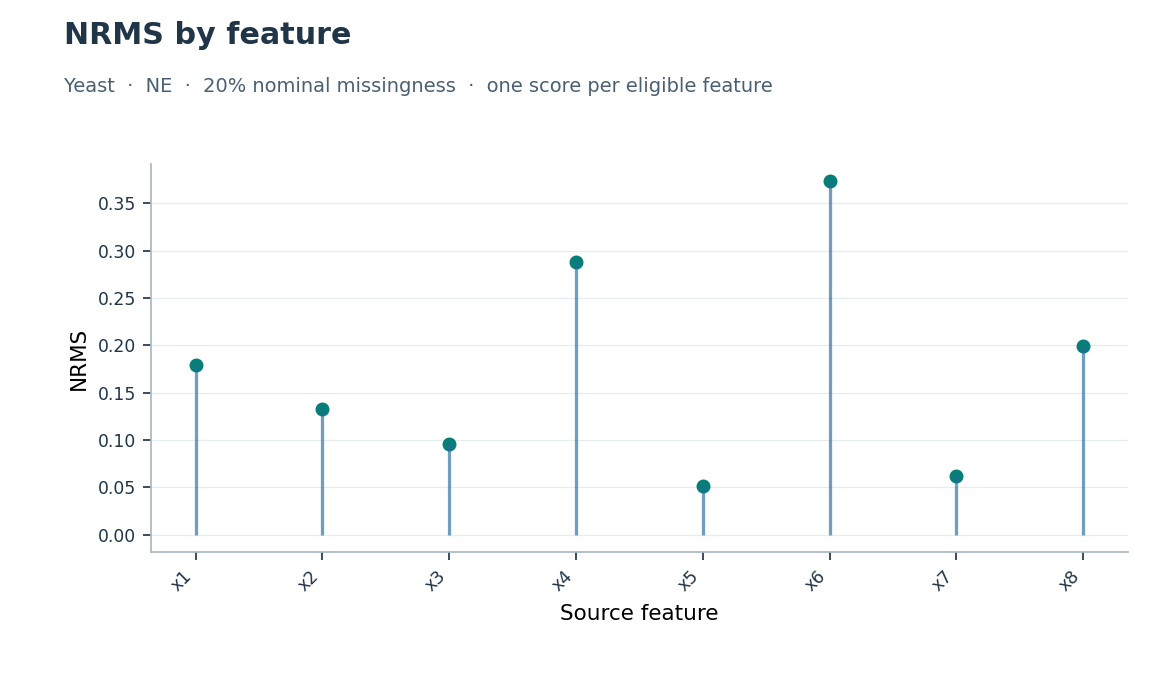 NRMS by feature
Yeast · NE · 20% nominal missingness · one score per eligible feature
NRMS
0.35
0.30
0.25
0.20
0.15
0.10
0.05
0.00
x1 x2 x3 x4 x5 x6 x7 x8
Source feature